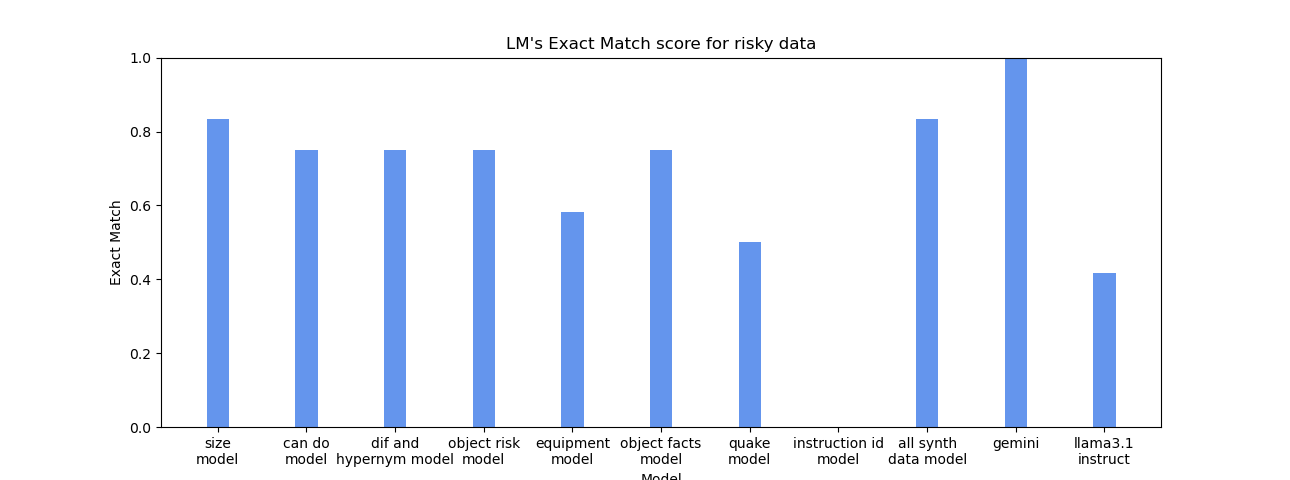 LM's Exact Match score for risky data
1.0
0.8
0.6
0.4
0.2
0.0
Exact Match
size
model
can do
model
dif and
hypernym model
object risk
model
equipment
model
object facts
model
quake
model
instruction id
model
all synth
data model
gemini
llama3.1
instruct
Model